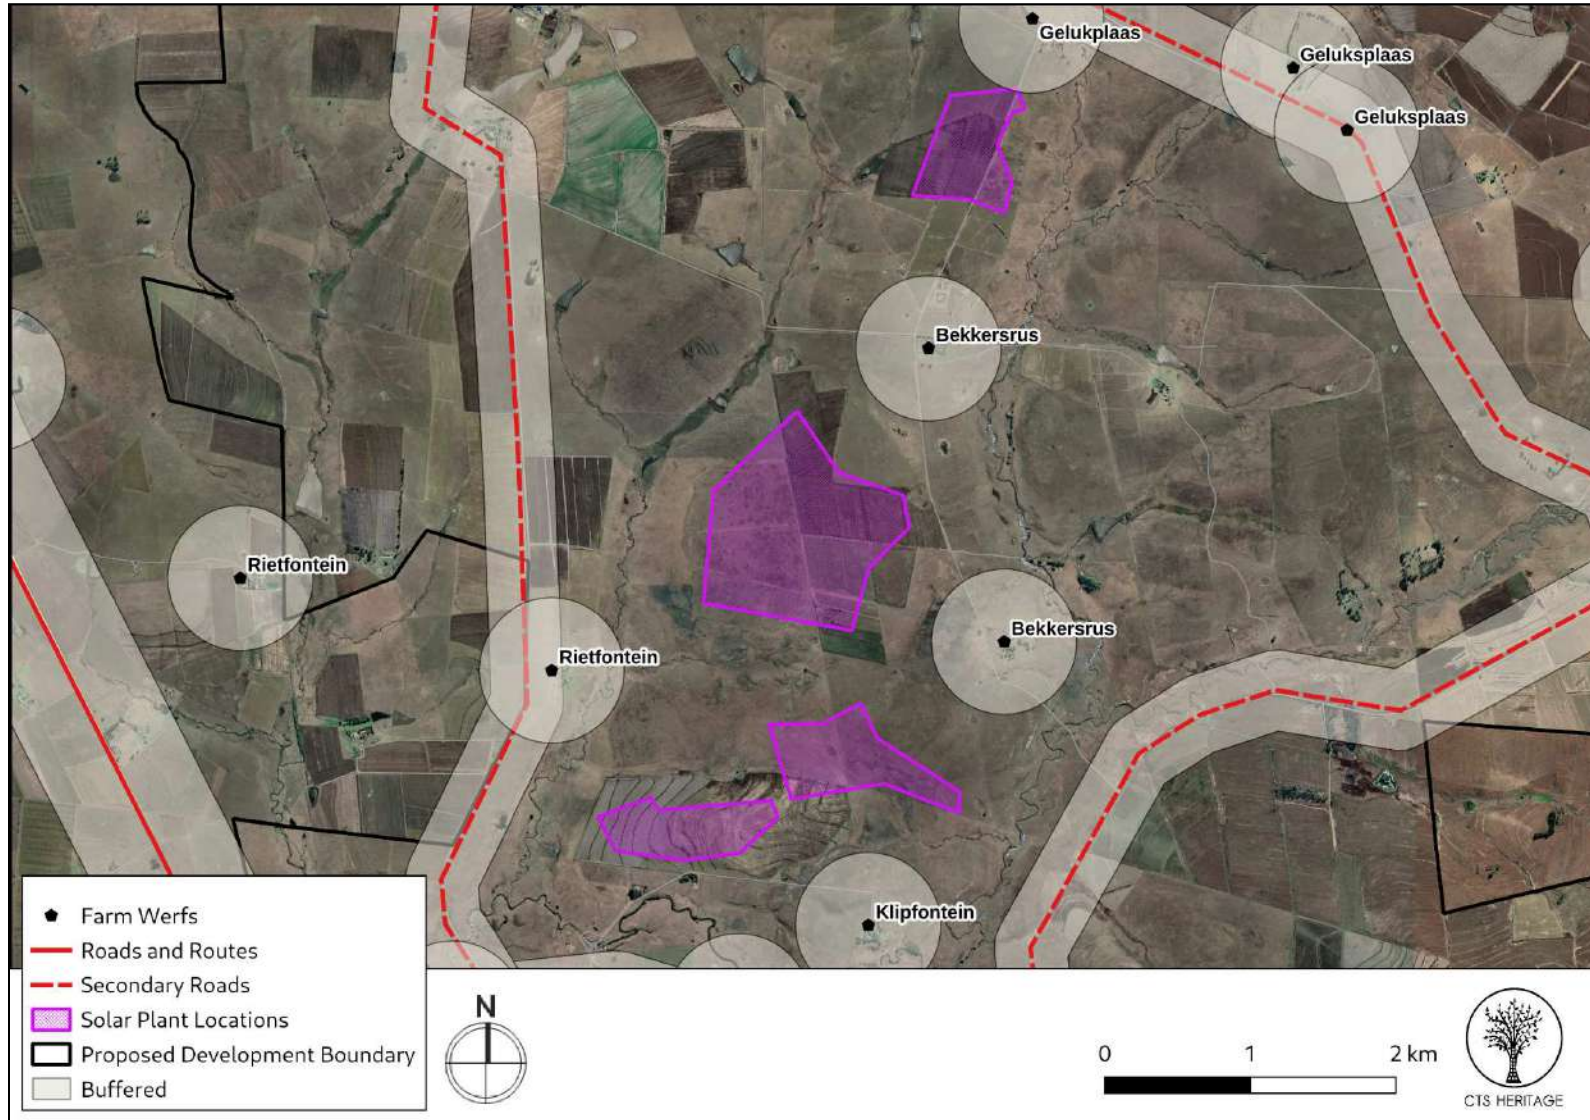 Gelukplaas
Geluksplaas
Geluksplaas
Bekkersrus
Rietfontein
Bekkersrus
Rietfontein
Klipfontein
Farm Werfs
Roads and Routes
Secondary Roads
Solar Plant Locations
Proposed Development Boundary
Buffered
N
0 1 2 km
CTS HERITAGE